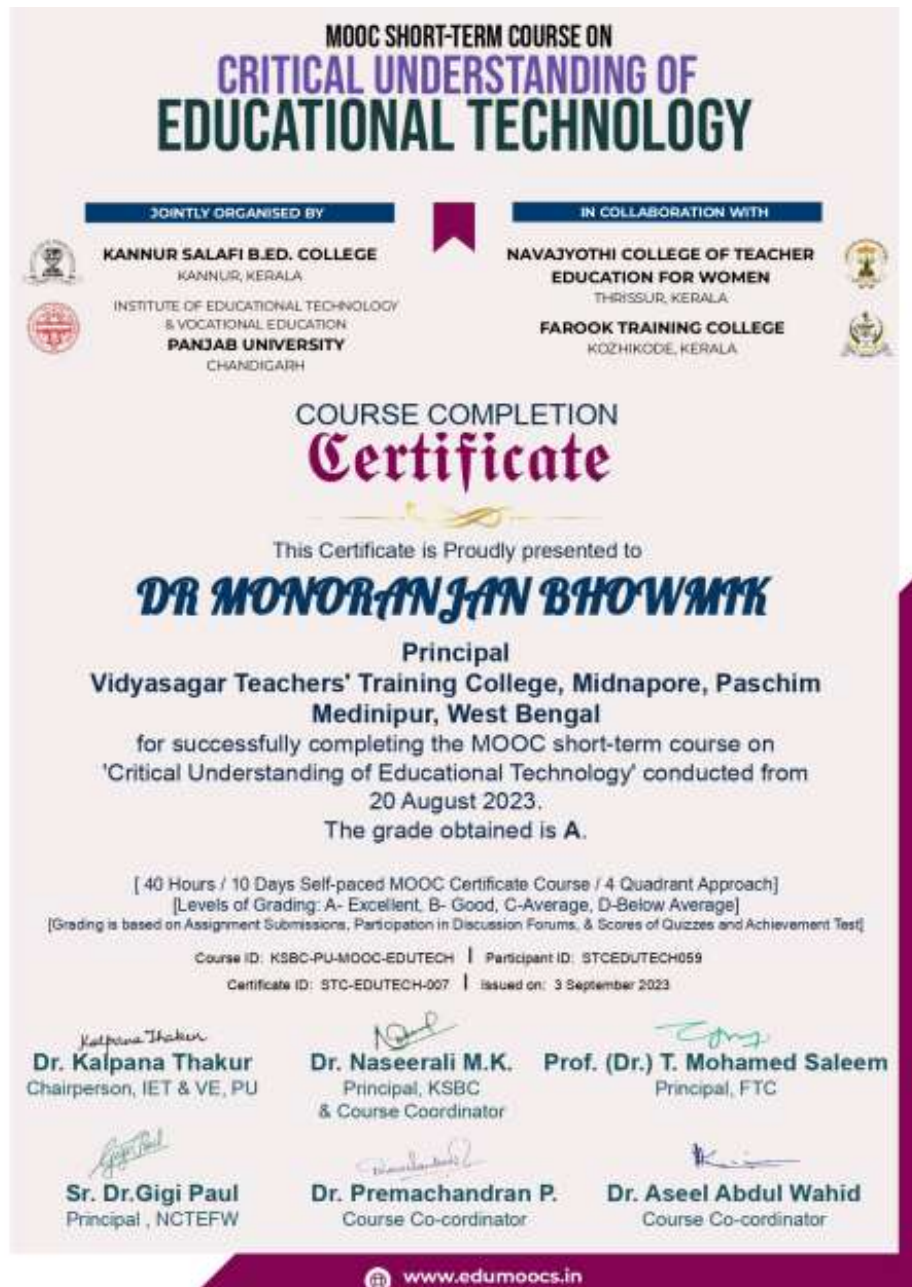 MOOC SHORT-TERM COURSE ON
CRITICAL UNDERSTANDING OF
EDUCATIONAL TECHNOLOGY
JOINTLY ORGANISED BY
KANNUR SALAFI B.ED. COLLEGE
KANNUR, KERALA
INSTITUTE OF EDUCATIONAL TECHNOLOGY
& VOCATIONAL EDUCATION
PANJAB UNIVERSITY
CHANDIGARH
IN COLLABORATION WITH
NAVAJYOTHI COLLEGE OF TEACHER
EDUCATION FOR WOMEN
THRISSUR, KERALA
FAROOK TRAINING COLLEGE
KOZHIKODE, KERALA
COURSE COMPLETION
Certificate
This Certificate is Proudly presented to
DR MONORANJAN BHOWMIK
Principal
Vidyasagar Teachers' Training College, Midnapore, Paschim
Medinipur, West Bengal
for successfully completing the MOOC short-term course on
'Critical Understanding of Educational Technology' conducted from
20 August 2023.
The grade obtained is A.
[ 40 Hours / 10 Days Self-paced MOOC Certificate Course / 4 Quadrant Approach]
[Levels of Grading: A- Excellent, B- Good, C-Average, D-Below Average]
[Grading is based on Assignment Submissions, Participation in Discussion Forums, & Scores of Quizzes and Achievement Test]
Course ID: KSBC-PU-MOOC-EDUTECH | Participant ID: STCEDUTECH059
Certificate ID: STC-EDUTECH-007 | Issued on: 3 September 2023
Kalpana Thakur
Dr. Kalpana Thakur
Chairperson, IET & VE, PU
Dr. Naseerali M.K.
Principal, KSBC
& Course Coordinator
Prof. (Dr.) T. Mohamed Saleem
Principal, FTC
Gigi Paul
Sr. Dr.Gigi Paul
Principal , NCTEFW
Dr. Premachandran P.
Course Co-ordinator
Dr. Aseel Abdul Wahid
Course Co-ordinator
www.edumoocs.in